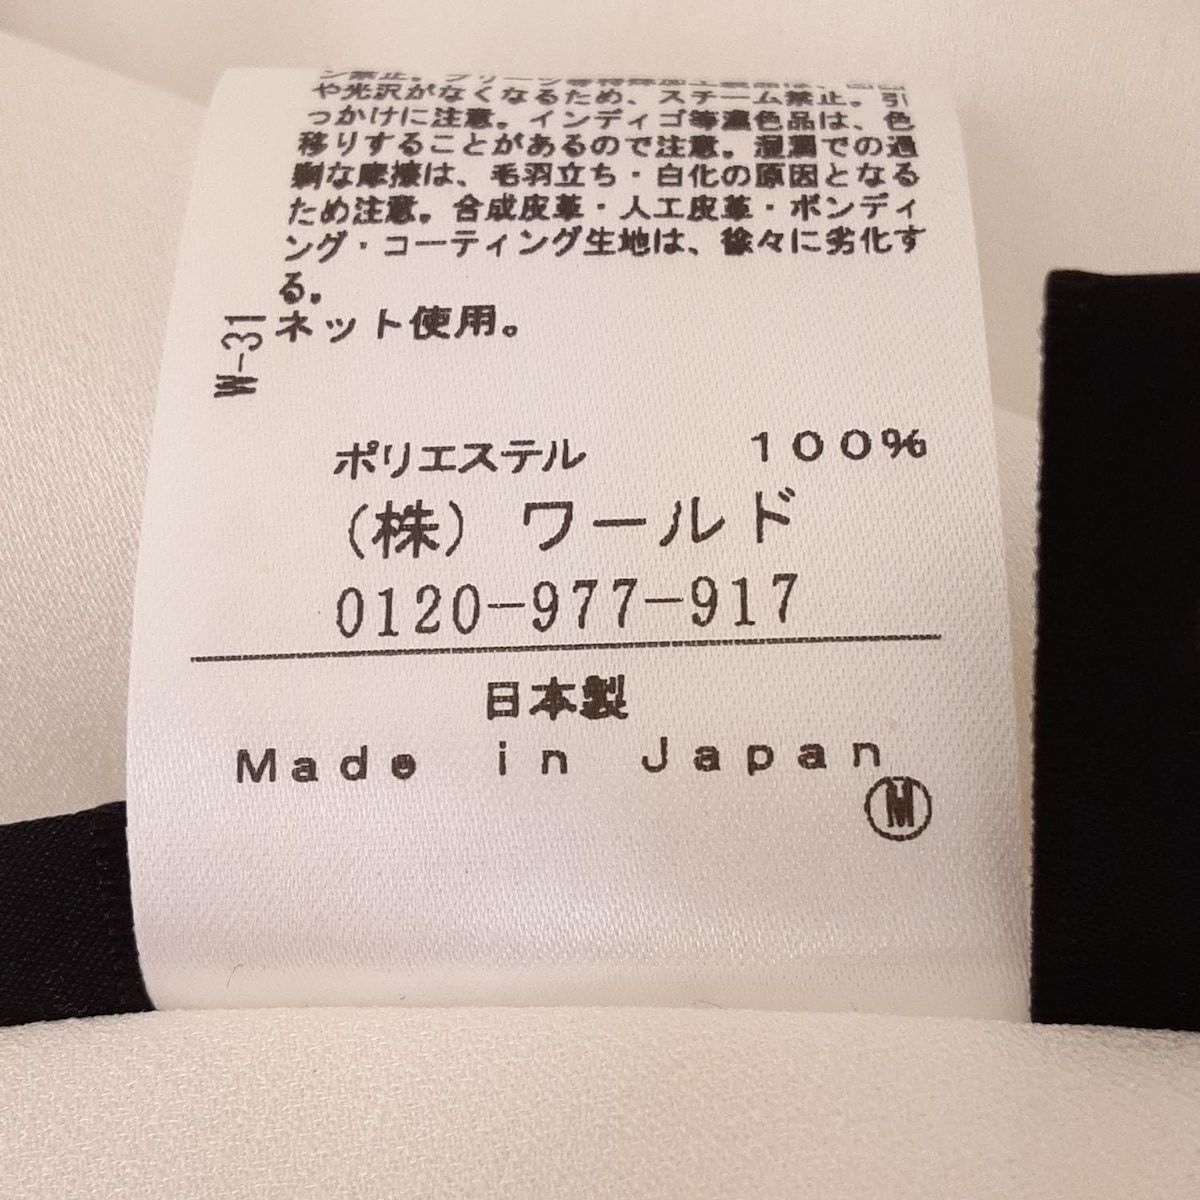 や光沢がなくなるため、スチーム禁止。引
っかけに注意。インディゴ等濃色品は、色
移りすることがあるので注意。湿潤での過
剰な摩擦は、毛羽立ち・白化の原因となる
ため注意。合成皮革・人工皮革・ボンディ
ング・コーティング生地は、徐々に劣化す
る。
ネット使用。
W-31
ポリエステル 100%
(株) ワールド
0120-977-917
日本製
Made in Japan
M